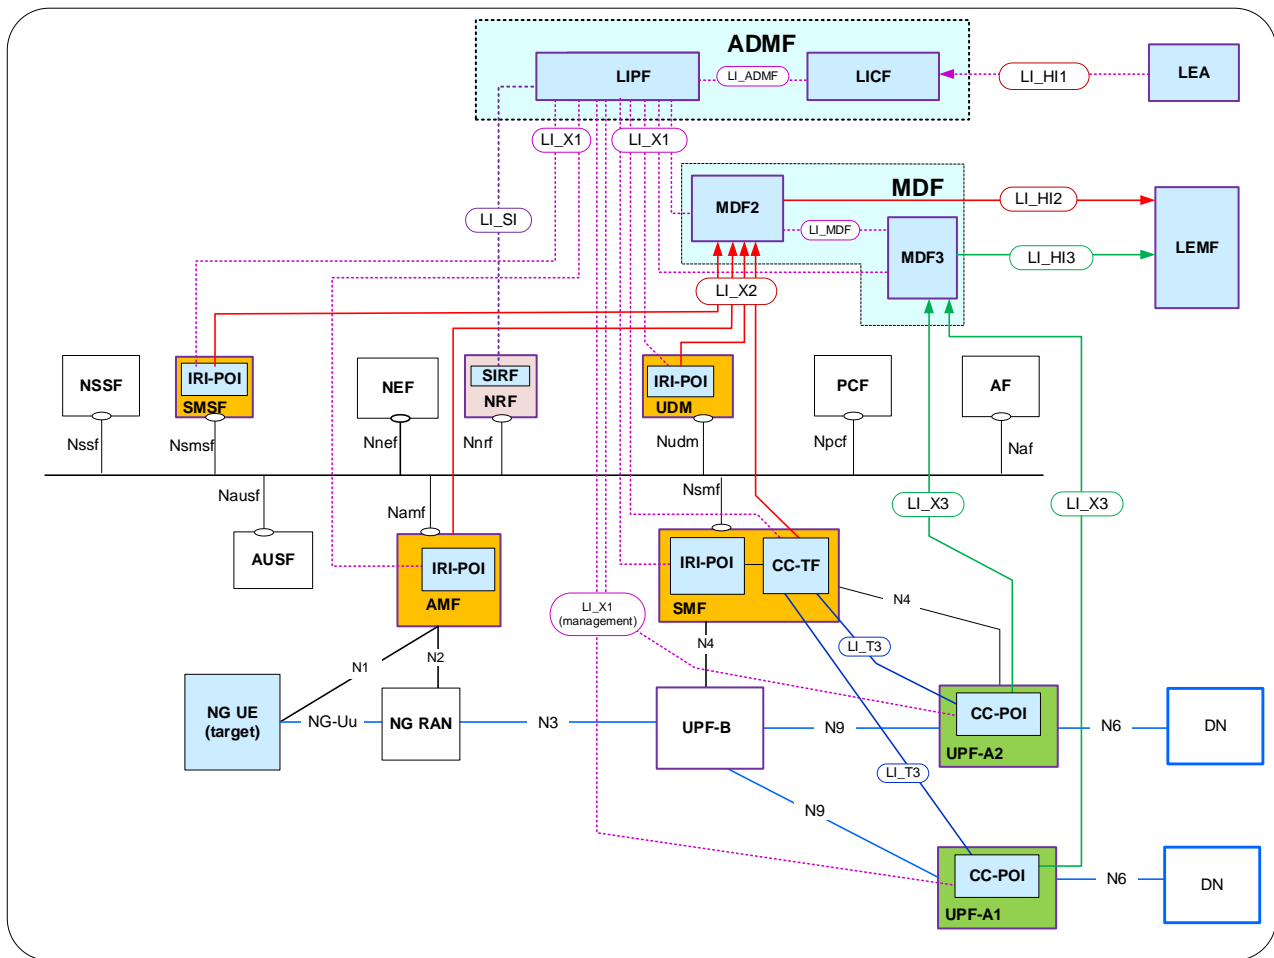 ADMF
LIPF
LI_ADMF
LICF
LI_HI1
LEA
LI_X1
LI_X1
MDF
MDF2
LI_HI2
LI_SI
LI_MDF
LEMF
MDF3
LI_HI3
LI_X2
NSSF
IRI-POI
SMSF
NEF
SIRF
NRF
IRI-POI
UDM
PCF
AF
Nssf
Nsmsf
Nnef
Nnrf
Nudm
Npcf
Naf
Nausf
Namf
Nsmf
LI_X3
LI_X3
AUSF
IRI-POI
AMF
IRI-POI
CC-TF
SMF
LI_X1
(management)
N4
N4
LI_T3
N1
N2
NG UE
(target)
NG-Uu
NG RAN
N3
UPF-B
N9
CC-POI
UPF-A2
N6
DN
LI_T3
N9
CC-POI
UPF-A1
N6
DN